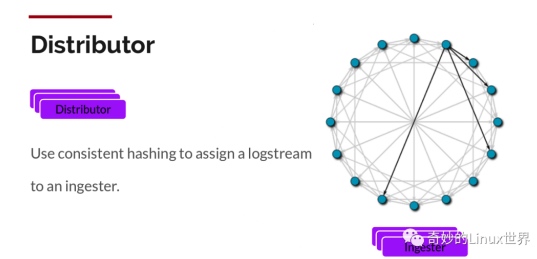 Distributor
Distributor
Use consistent hashing to assign a logstream
to an ingester.
奇妙的Linux世界
Ingester